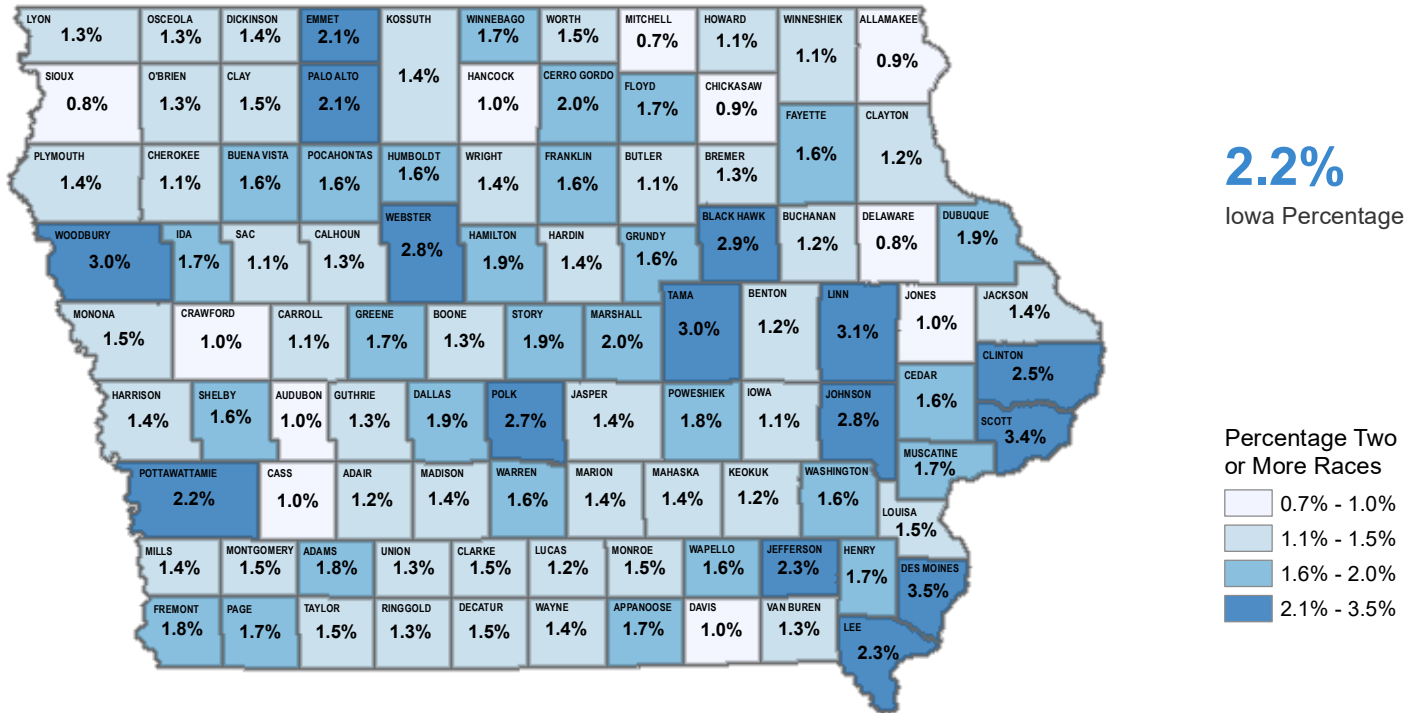 LYON
1.3%
OSCEOLA
1.3%
DICKINSON
1.4%
EMMET
2.1%
KOSSUTH
1.4%
WINNEBAGO
1.7%
WORTH
1.5%
MITCHELL
0.7%
HOWARD
1.1%
WINNESHIEK
1.1%
ALLAMAKEE
0.9%
SIOUX
0.8%
O'BRIEN
1.3%
CLAY
1.5%
PALO ALTO
2.1%
HANCOCK
1.0%
CERRO GORDO
2.0%
FLOYD
1.7%
CHICKASAW
0.9%
FAYETTE
1.6%
CLAYTON
1.2%
PLYMOUTH
1.4%
CHEROKEE
1.1%
BUENA VISTA
1.6%
POCAHONTAS
1.6%
HUMBOLDT
1.6%
WRIGHT
1.4%
FRANKLIN
1.6%
BUTLER
1.1%
BREMER
1.3%
WOODBURY
3.0%
IDA
1.7%
SAC
1.1%
CALHOUN
1.3%
WEBSTER
2.8%
HAMILTON
1.9%
HARDIN
1.4%
GRUNDY
1.6%
BLACK HAWK
2.9%
BUCHANAN
1.2%
DELAWARE
0.8%
DUBUQUE
1.9%
MONONA
1.5%
CRAWFORD
1.0%
CARROLL
1.1%
GREENE
1.7%
BOONE
1.3%
STORY
1.9%
MARSHALL
2.0%
TAMA
3.0%
BENTON
1.2%
LINN
3.1%
JONES
1.0%
JACKSON
1.4%
CLINTON
2.5%
HARRISON
1.4%
SHELBY
1.6%
AUDUBON
1.0%
GUTHRIE
1.3%
DALLAS
1.9%
POLK
2.7%
JASPER
1.4%
POWESHIEK
1.8%
IOWA
1.1%
JOHNSON
2.8%
CEDAR
1.6%
SCOTT
3.4%
MUSCATINE
1.7%
POTTAWATTAMIE
2.2%
CASS
1.0%
ADAIR
1.2%
MADISON
1.4%
WARREN
1.6%
MARION
1.4%
MAHASKA
1.4%
KEOKUK
1.2%
WASHINGTON
1.6%
LOUISA
1.5%
MILLS
1.4%
MONTGOMERY
1.5%
ADAMS
1.8%
UNION
1.3%
CLARKE
1.5%
LUCAS
1.2%
MONROE
1.5%
WAPELLO
1.6%
JEFFERSON
2.3%
HENRY
1.7%
DES MOINES
3.5%
FREMONT
1.8%
PAGE
1.7%
TAYLOR
1.5%
RINGGOLD
1.3%
DECATUR
1.5%
WAYNE
1.4%
APPANOOSE
1.7%
DAVIS
1.0%
VAN BUREN
1.3%
LEE
2.3%
2.2%
Iowa Percentage
Percentage Two
or More Races
0.7% - 1.0%
1.1% - 1.5%
1.6% - 2.0%
2.1% - 3.5%